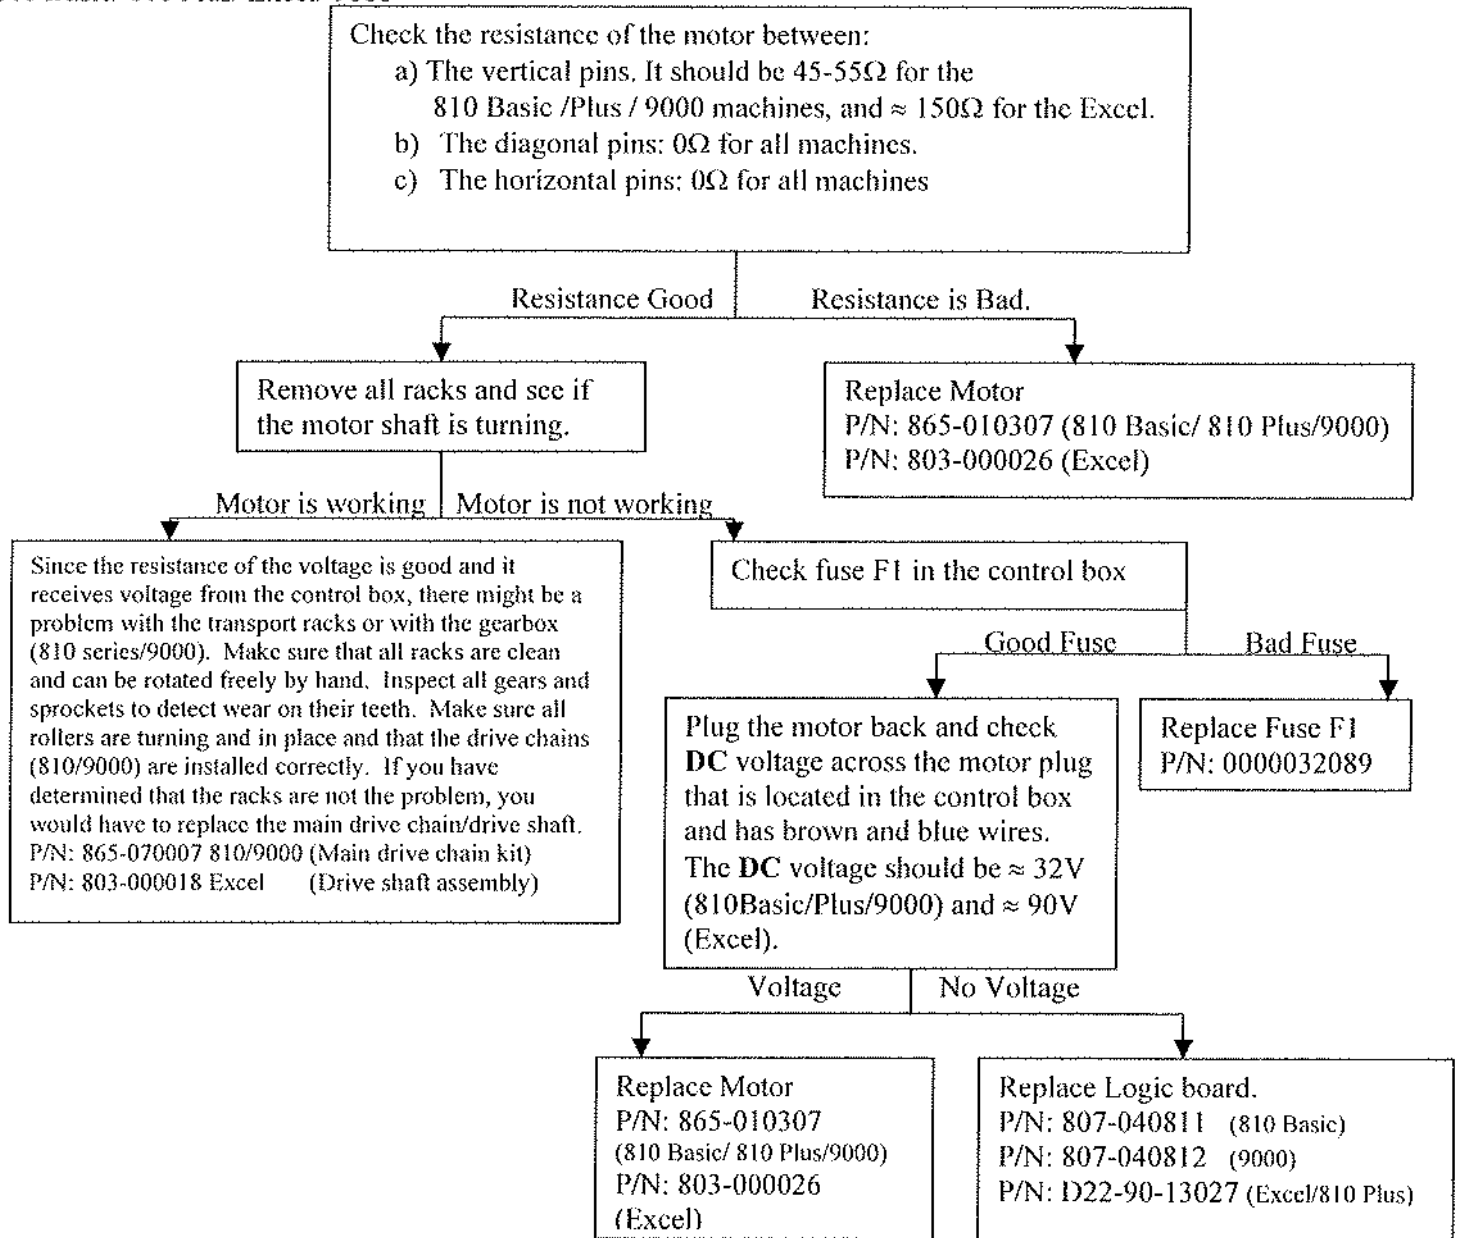 Check the resistance of the motor between:
a) The vertical pins. It should be 45-55Ω for the
810 Basic /Plus / 9000 machines, and ≈ 150Ω for the Excel.
b) The diagonal pins: 0Ω for all machines.
c) The horizontal pins: 0Ω for all machines
Resistance Good
Resistance is Bad.
Remove all racks and see if
the motor shaft is turning.
Replace Motor
P/N: 865-010307 (810 Basic/ 810 Plus/9000)
P/N: 803-000026 (Excel)
Motor is working
Motor is not working
Since the resistance of the voltage is good and it
receives voltage from the control box, there might be a
problem with the transport racks or with the gearbox
(810 series/9000). Make sure that all racks are clean
and can be rotated freely by hand. Inspect all gears and
sprockets to detect wear on their teeth. Make sure all
rollers are turning and in place and that the drive chains
(810/9000) are installed correctly. If you have
determined that the racks are not the problem, you
would have to replace the main drive chain/drive shaft.
P/N: 865-070007 810/9000 (Main drive chain kit)
P/N: 803-000018 Excel (Drive shaft assembly)
Check fuse F1 in the control box
Good Fuse
Bad Fuse
Plug the motor back and check
DC voltage across the motor plug
that is located in the control box
and has brown and blue wires.
The DC voltage should be ≈ 32V
(810Basic/Plus/9000) and ≈ 90V
(Excel).
Replace Fuse F1
P/N: 0000032089
Voltage
No Voltage
Replace Motor
P/N: 865-010307
(810 Basic/ 810 Plus/9000)
P/N: 803-000026
(Excel)
Replace Logic board.
P/N: 807-040811 (810 Basic)
P/N: 807-040812 (9000)
P/N: D22-90-13027 (Excel/810 Plus)